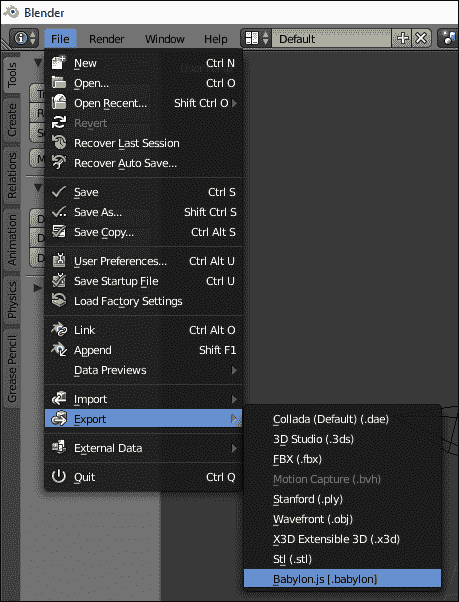 Blender
File Render Window Help Default
Tools
Create
Relations
Animation
Physics
Grease Pencil
New Ctrl N
Open... Ctrl O
Open Recent... Shift Ctrl O
Revert
Recover Last Session
Recover Auto Save...
Save Ctrl S
Save As... Shift Ctrl S
Save Copy... Ctrl Alt S
User Preferences... Ctrl Alt U
Save Startup File Ctrl U
Load Factory Settings
Link Ctrl Alt O
Append Shift F1
Data Previews
Import
Export
External Data
Quit Ctrl Q
Collada (Default) (.dae)
3D Studio (.3ds)
FBX (.fbx)
Motion Capture (.bvh)
Stanford (.ply)
Wavefront (.obj)
X3D Extensible 3D (.x3d)
Stl (.stl)
Babylon.js [.babylon]